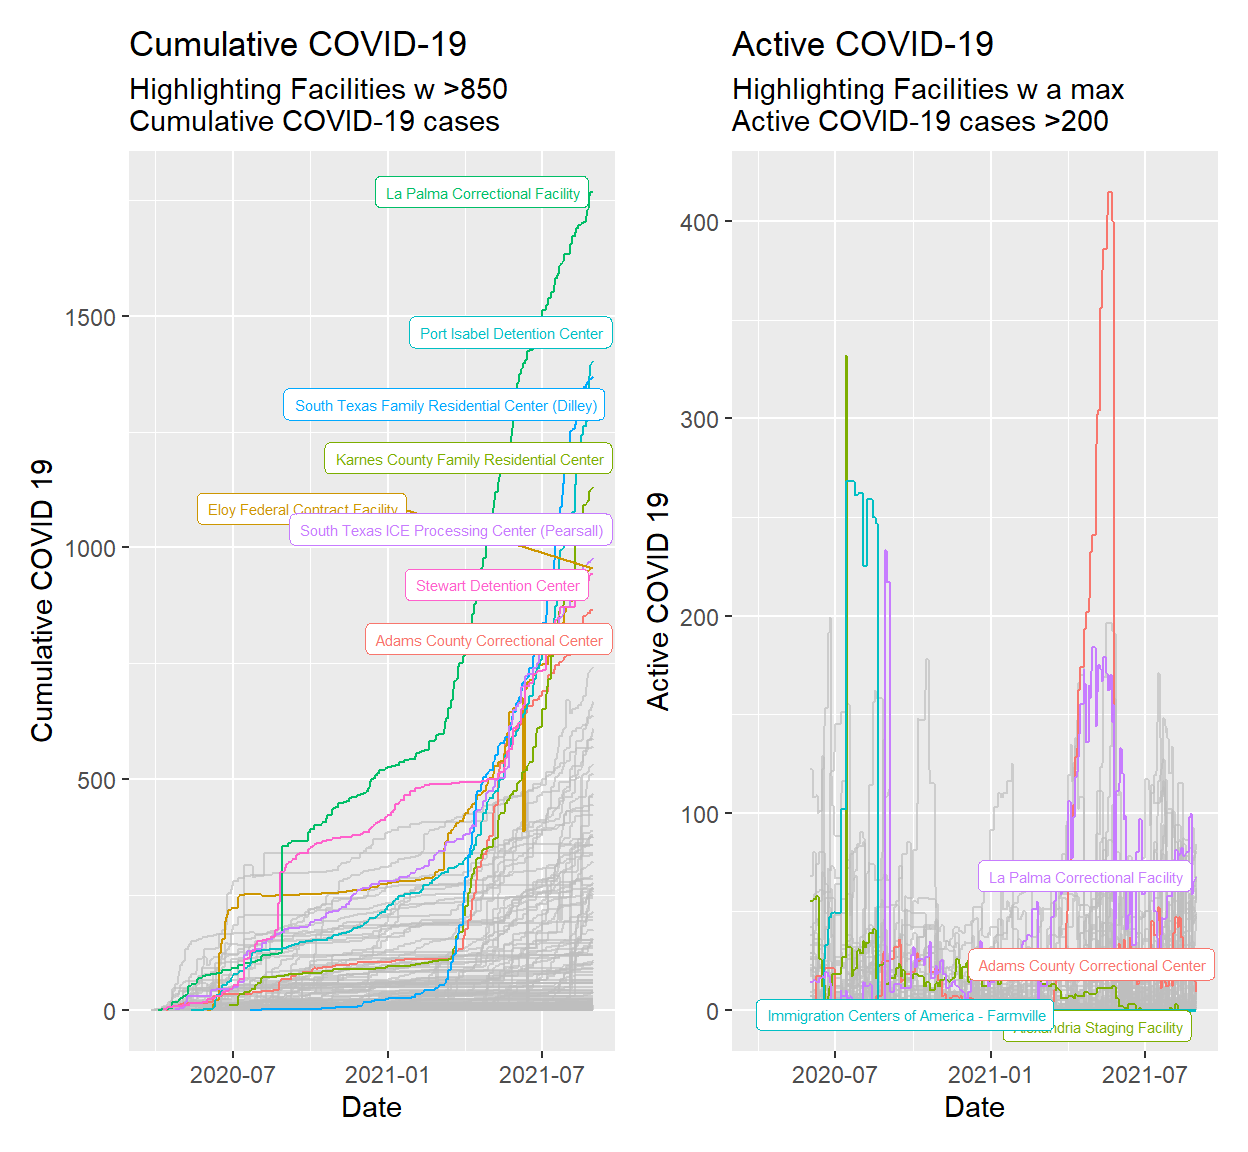 Cumulative COVID-19
Highlighting Facilities w >850
Cumulative COVID-19 cases
Cumulative COVID 19
1500
1000
500
0
La Palma Correctional Facility
Port Isabel Detention Center
South Texas Family Residential Center (Dilley)
Karnes County Family Residential Center
Eloy Federal Contract Facility
South Texas ICE Processing Center (Pearsall)
Stewart Detention Center
Adams County Correctional Center
2020-07
2021-01
2021-07
Date
Active COVID-19
Highlighting Facilities w a max
Active COVID-19 cases >200
Active COVID 19
400
300
200
100
0
La Palma Correctional Facility
Adams County Correctional Center
Immigration Centers of America - Farmville
Alexandria Staging Facility
2020-07
2021-01
2021-07
Date